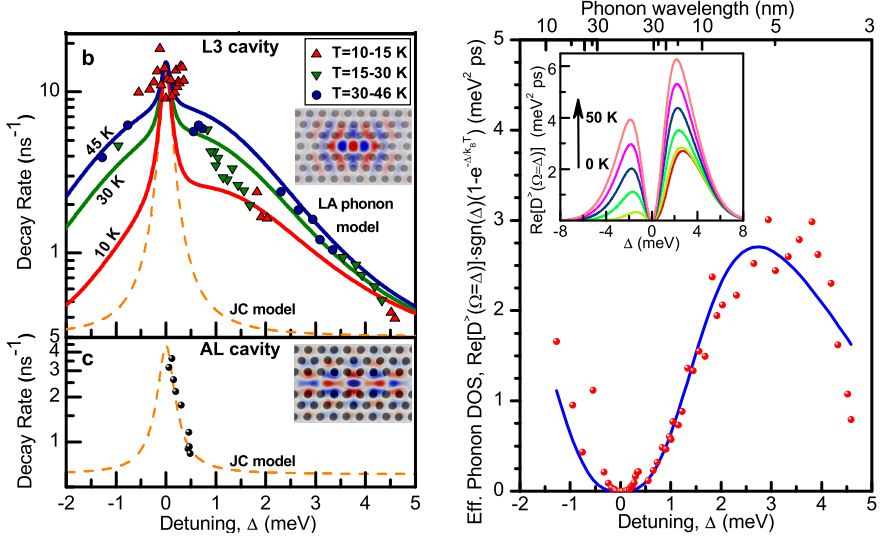 b
L3 cavity
T=10-15 K
T=15-30 K
T=30-46 K
45 K
30 K
10 K
LA phonon
model
JC model
Decay Rate (ns⁻¹)
10
1
c
AL cavity
JC model
Decay Rate (ns⁻¹)
4
3
2
1
-2 -1 0 1 2 3 4 5
Detuning, Δ (meV)
Phonon wavelength (nm)
10 30 30 10 5 3
Eff. Phonon DOS, Re[D^>(Ω=Δ)]·sgn(Δ)(1-e^-Δ/k_BT) (meV² ps)
5
4
3
2
1
0
-2 -1 0 1 2 3 4 5
Detuning, Δ (meV)
Re[D^>(Ω=Δ)] (meV² ps)
6
4
2
50 K
0 K
-8 -4 0 4 8
Δ (meV)